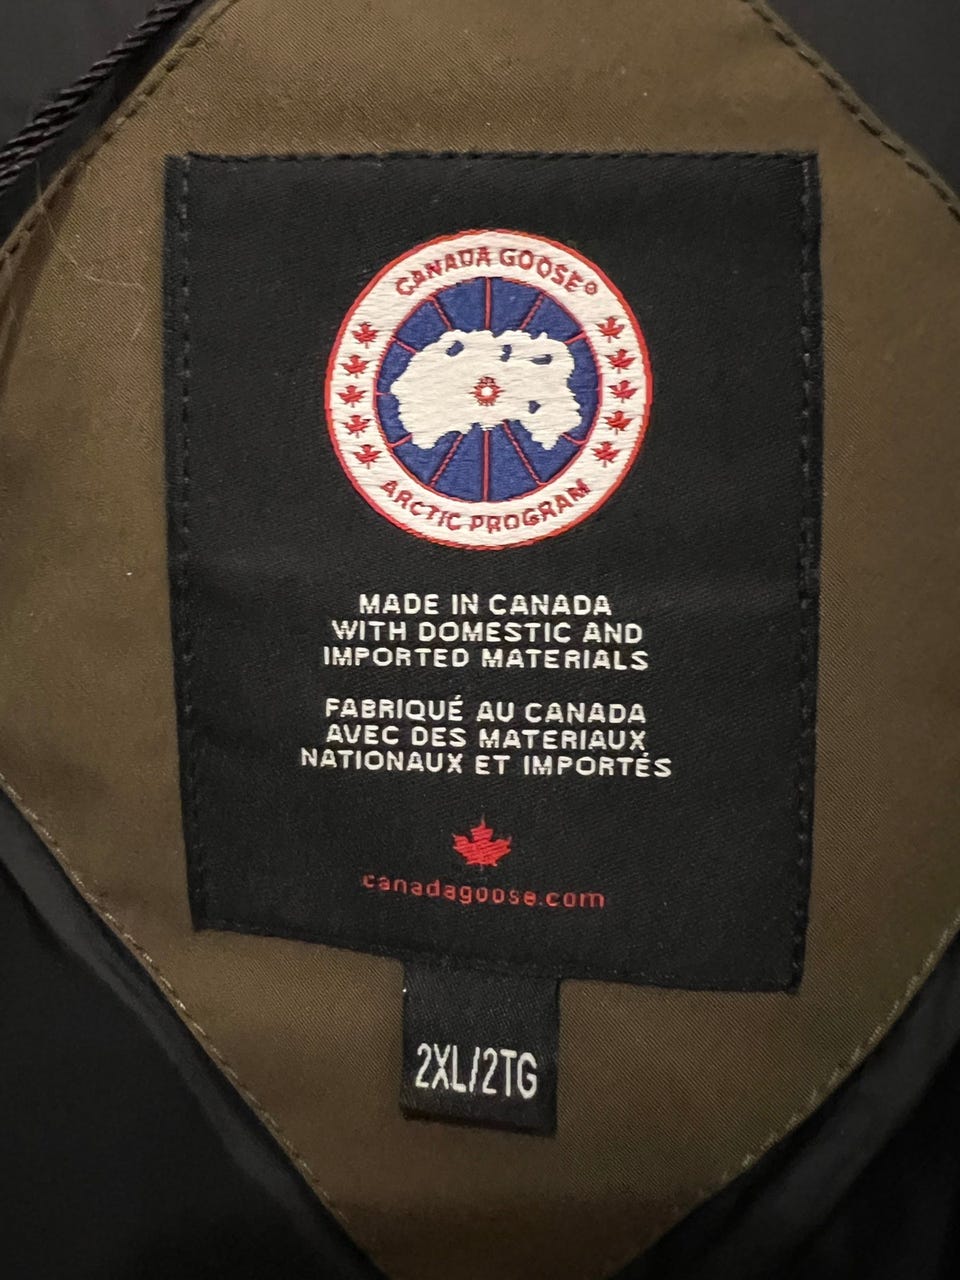 CANADA GOOSE®
ARCTIC PROGRAM
MADE IN CANADA
WITH DOMESTIC AND
IMPORTED MATERIALS
FABRIQUÉ AU CANADA
AVEC DES MATERIAUX
NATIONAUX ET IMPORTÉS
canadagoose.com
2XL/2TG